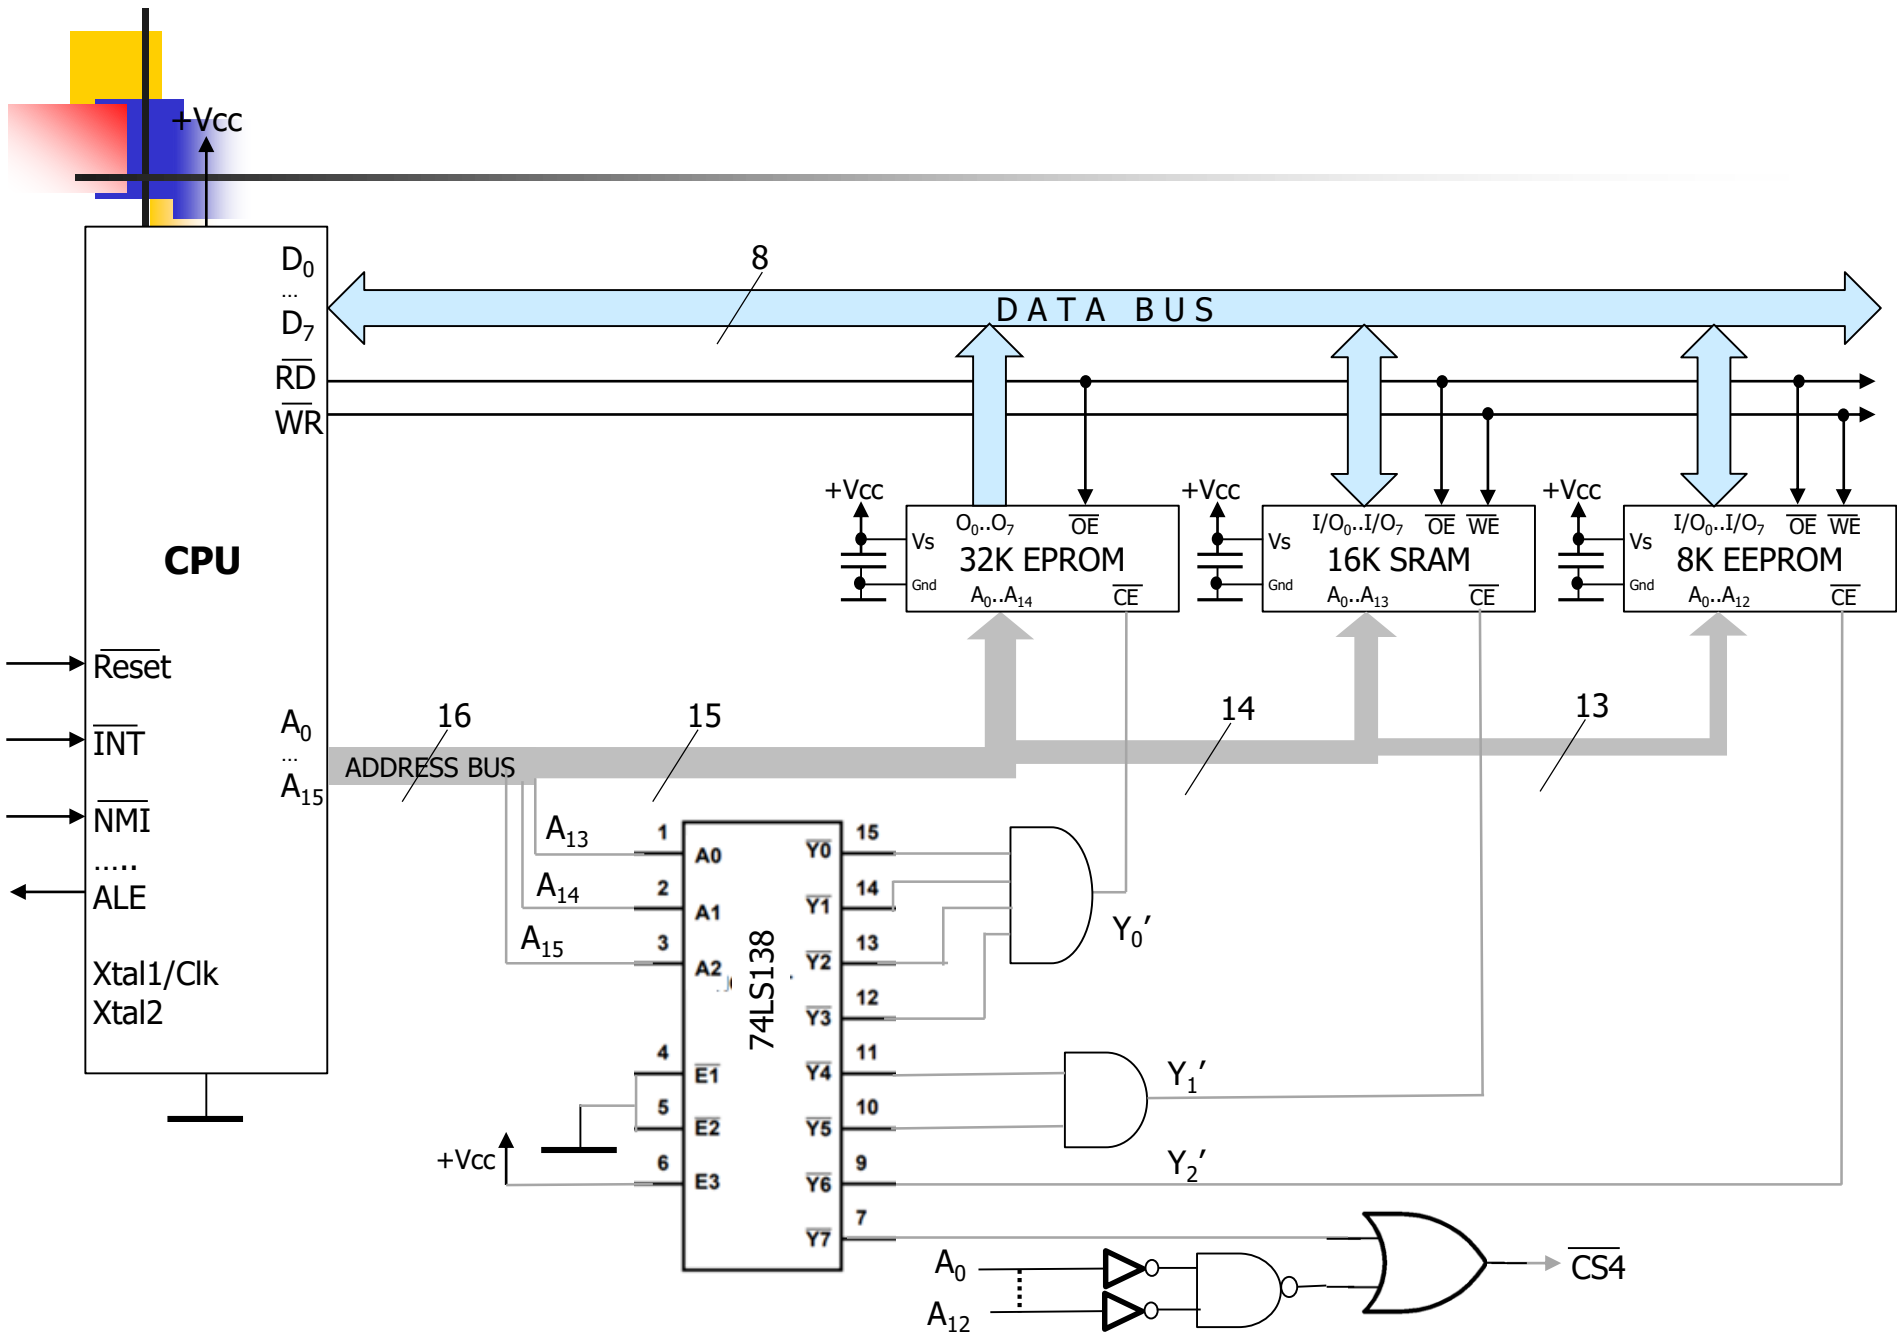 +Vcc
D0
...
D7
RD
WR
CPU
Reset
INT
NMI
.....
ALE
Xtal1/Clk
Xtal2
A0
...
A15
8
DATA BUS
+Vcc
Vs
Gnd
O0..O7
OE
32K EPROM
A0..A14
CE
+Vcc
Vs
Gnd
I/O0..I/O7
OE WE
16K SRAM
A0..A13
CE
+Vcc
Vs
Gnd
I/O0..I/O7
OE WE
8K EEPROM
A0..A12
CE
16
15
14
13
ADDRESS BUS
A13
A14
A15
1
2
3
4
5
6
A0
A1
A2
E1
E2
E3
+Vcc
74LS138
Y0
Y1
Y2
Y3
Y4
Y5
Y6
Y7
15
14
13
12
11
10
9
7
Y0′
Y1′
Y2′
A0
A12
CS4